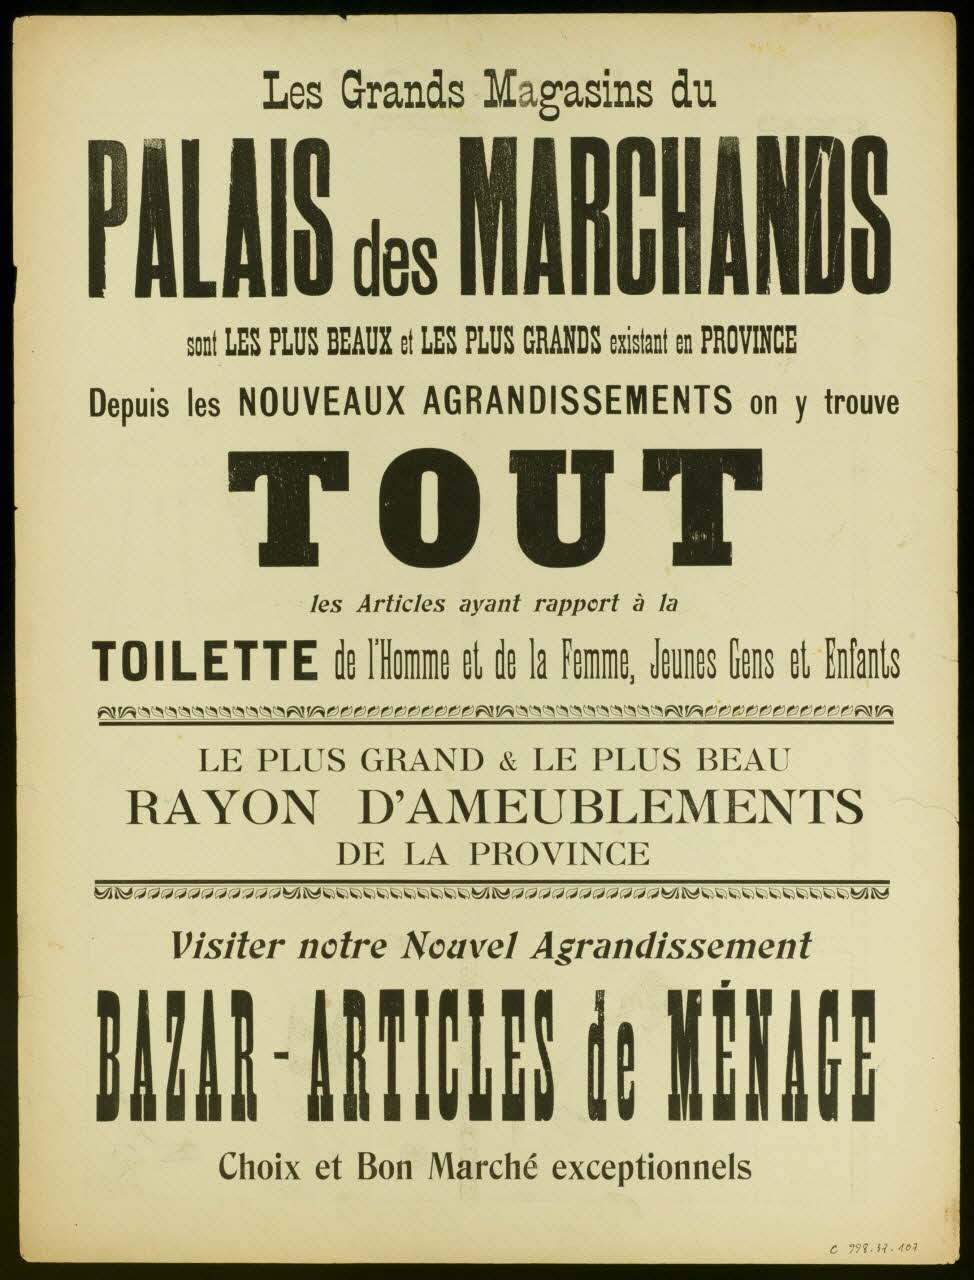 Les Grands Magasins du
PALAIS des MARCHANDS
sont LES PLUS BEAUX et LES PLUS GRANDS existant en PROVINCE
Depuis les NOUVEAUX AGRANDISSEMENTS on y trouve
TOUT
les Articles ayant rapport à la
TOILETTE de l'Homme et de la Femme, Jeunes Gens et Enfants
LE PLUS GRAND & LE PLUS BEAU
RAYON D'AMEUBLEMENTS
DE LA PROVINCE
Visiter notre Nouvel Agrandissement
BAZAR - ARTICLES de MÉNAGE
Choix et Bon Marché exceptionnels
C 998.37.107